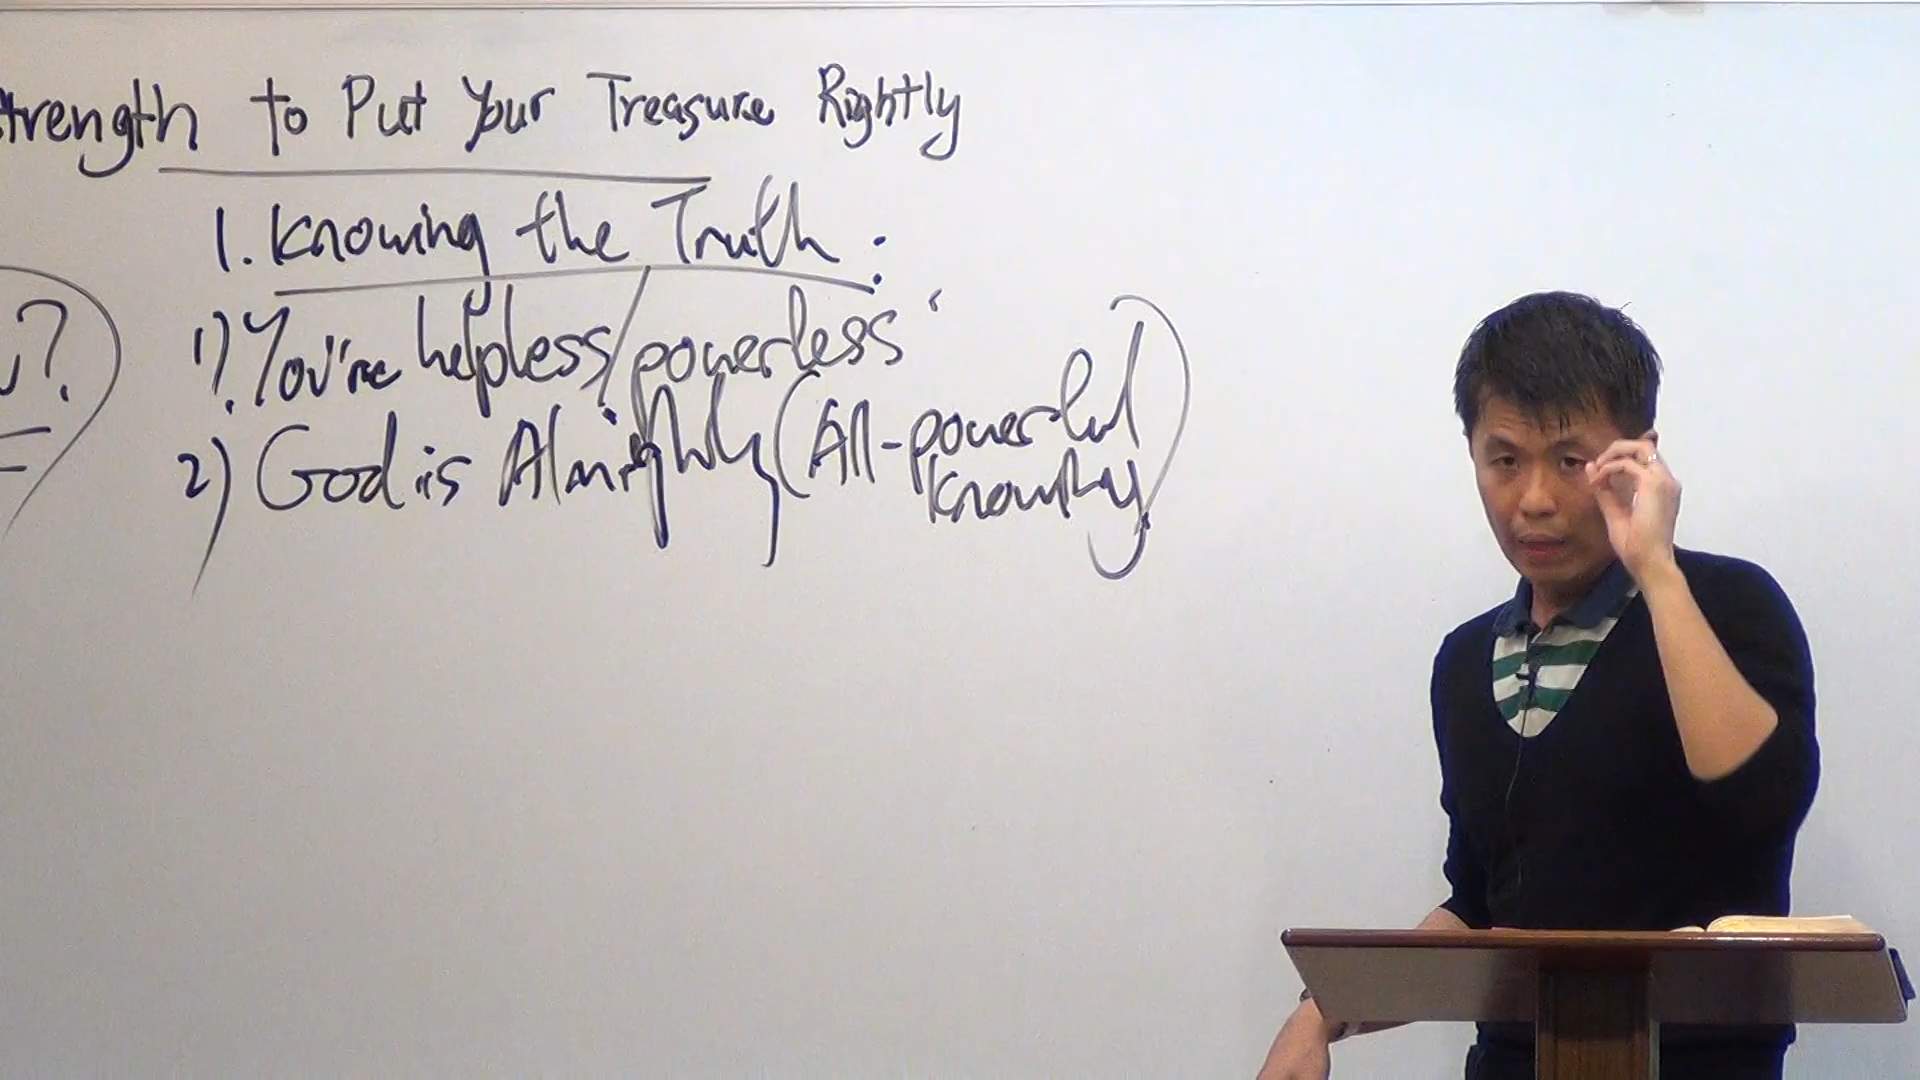 Strength to Put Your Treasure Rightly
1. Knowing the Truth:
?
1) You're helpless/powerless
2) God is Almighty (All-powerful
Knowing)